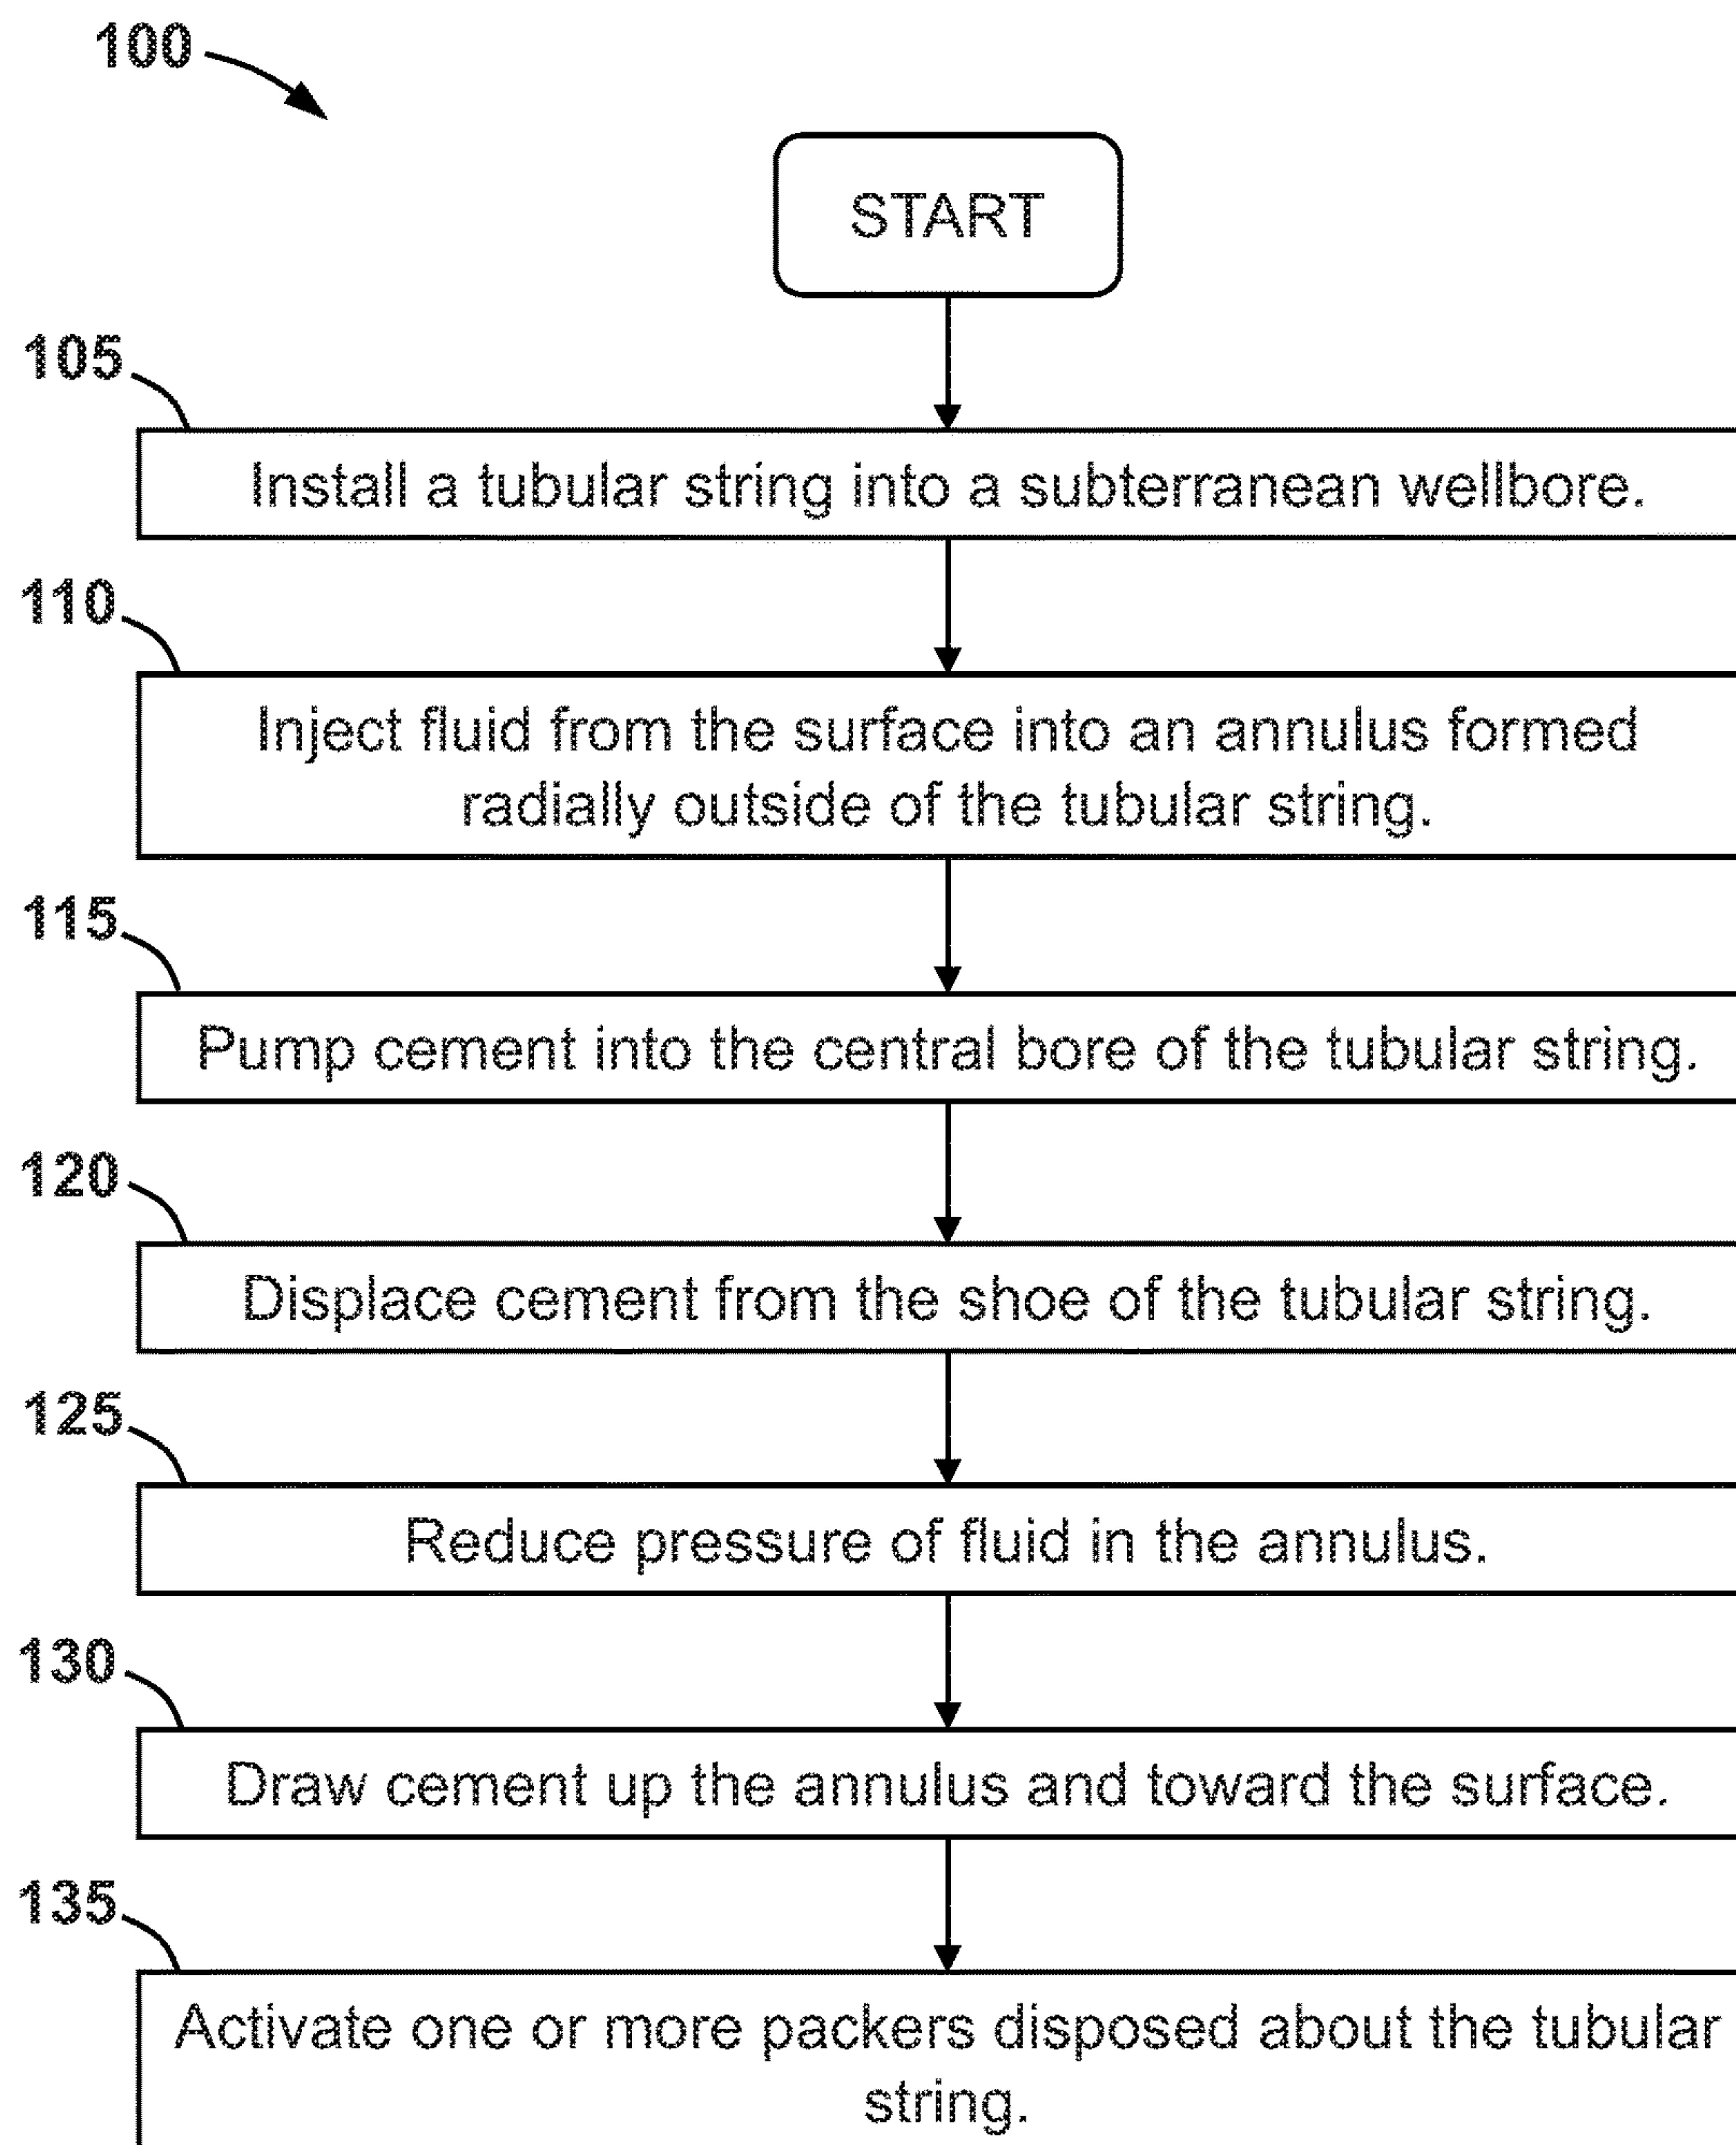 100
START
105
Install a tubular string into a subterranean wellbore.
110
Inject fluid from the surface into an annulus formed
radially outside of the tubular string.
115
Pump cement into the central bore of the tubular string.
120
Displace cement from the shoe of the tubular string.
125
Reduce pressure of fluid in the annulus.
130
Draw cement up the annulus and toward the surface.
135
Activate one or more packers disposed about the tubular
string.